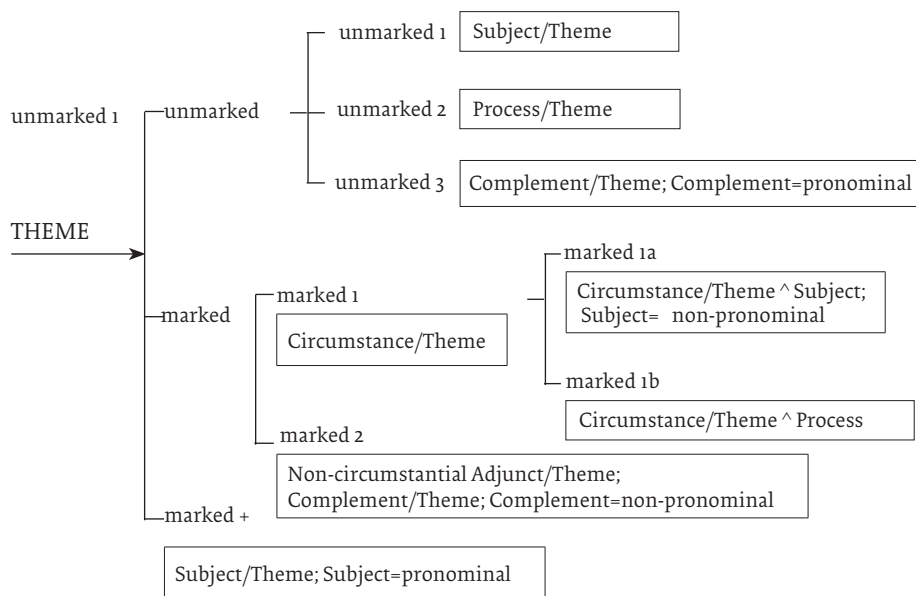 unmarked 1
Subject/Theme
unmarked 1
unmarked
unmarked 2
Process/Theme
unmarked 3
Complement/Theme; Complement=pronominal
THEME
marked
marked 1
Circumstance/Theme
marked 1a
Circumstance/Theme ^ Subject;
Subject= non-pronominal
marked 1b
Circumstance/Theme ^ Process
marked 2
Non-circumstantial Adjunct/Theme;
Complement/Theme; Complement=non-pronominal
marked +
Subject/Theme; Subject=pronominal